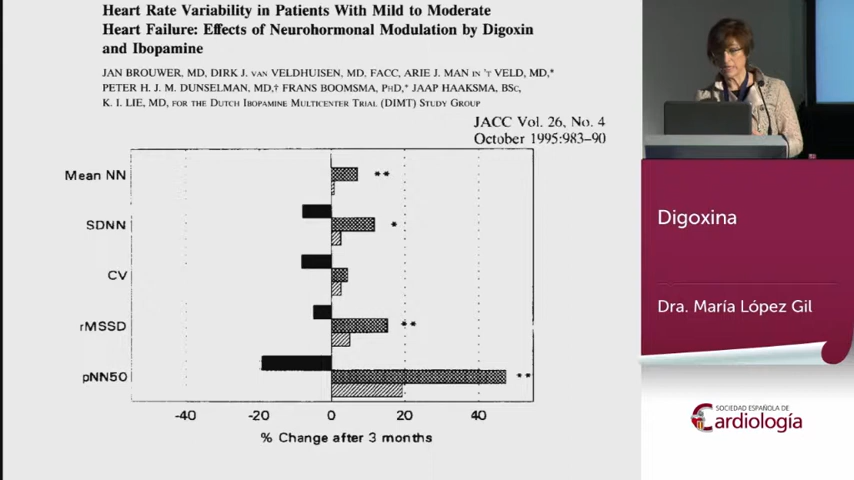 Heart Rate Variability in Patients With Mild to Moderate
Heart Failure: Effects of Neurohormonal Modulation by Digoxin
and Ibopamine
JAN BROUWER, MD, DIRK J. VAN VELDHUISEN, MD, FACC, ARIE J. MAN IN 'T VELD, MD,*
PETER H. J. M. DUNSELMAN, MD,† FRANS BOOMSMA, PHD,* JAAP HAAKSMA, BSC,
K. I. LIE, MD, FOR THE DUTCH IBOPAMINE MULTICENTER TRIAL (DIMT) STUDY GROUP
JACC Vol. 26, No. 4
October 1995:983–90
Mean NN
**
SDNN
*
CV
rMSSD
**
pNN50
**
-40 -20 0 20 40
% Change after 3 months
Digoxina
Dra. María López Gil
SOCIEDAD ESPAÑOLA DE
Cardiología